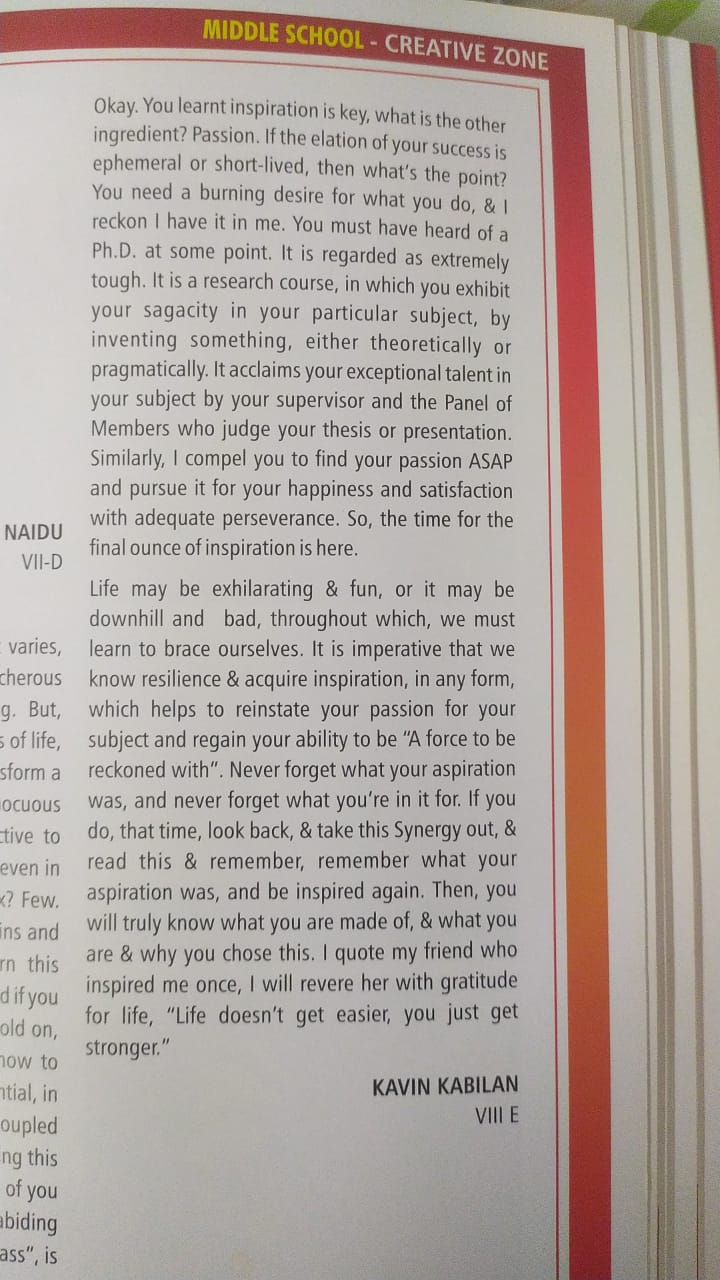 MIDDLE SCHOOL - CREATIVE ZONE
NAIDU
VII-D
varies,
g. But,
of life,
even in
Few.
and
this
if you
on,
to
in
this
of you
is
Okay. You learnt inspiration is key, what is the other
ingredient? Passion. If the elation of your success is
ephemeral or short-lived, then what's the point?
You need a burning desire for what you do, & I
reckon I have it in me. You must have heard of a
Ph.D. at some point. It is regarded as extremely
tough. It is a research course, in which you exhibit
your sagacity in your particular subject, by
inventing something, either theoretically or
pragmatically. It acclaims your exceptional talent in
your subject by your supervisor and the Panel of
Members who judge your thesis or presentation.
Similarly, I compel you to find your passion ASAP
and pursue it for your happiness and satisfaction
with adequate perseverance. So, the time for the
final ounce of inspiration is here.
Life may be exhilarating & fun, or it may be
downhill and bad, throughout which, we must
learn to brace ourselves. It is imperative that we
know resilience & acquire inspiration, in any form,
which helps to reinstate your passion for your
subject and regain your ability to be "A force to be
reckoned with". Never forget what your aspiration
was, and never forget what you're in it for. If you
do, that time, look back, & take this Synergy out, &
read this & remember, remember what your
aspiration was, and be inspired again. Then, you
will truly know what you are made of, & what you
are & why you chose this. I quote my friend who
inspired me once, I will revere her with gratitude
for life, "Life doesn't get easier, you just get
stronger."
KAVIN KABILAN
VIII E